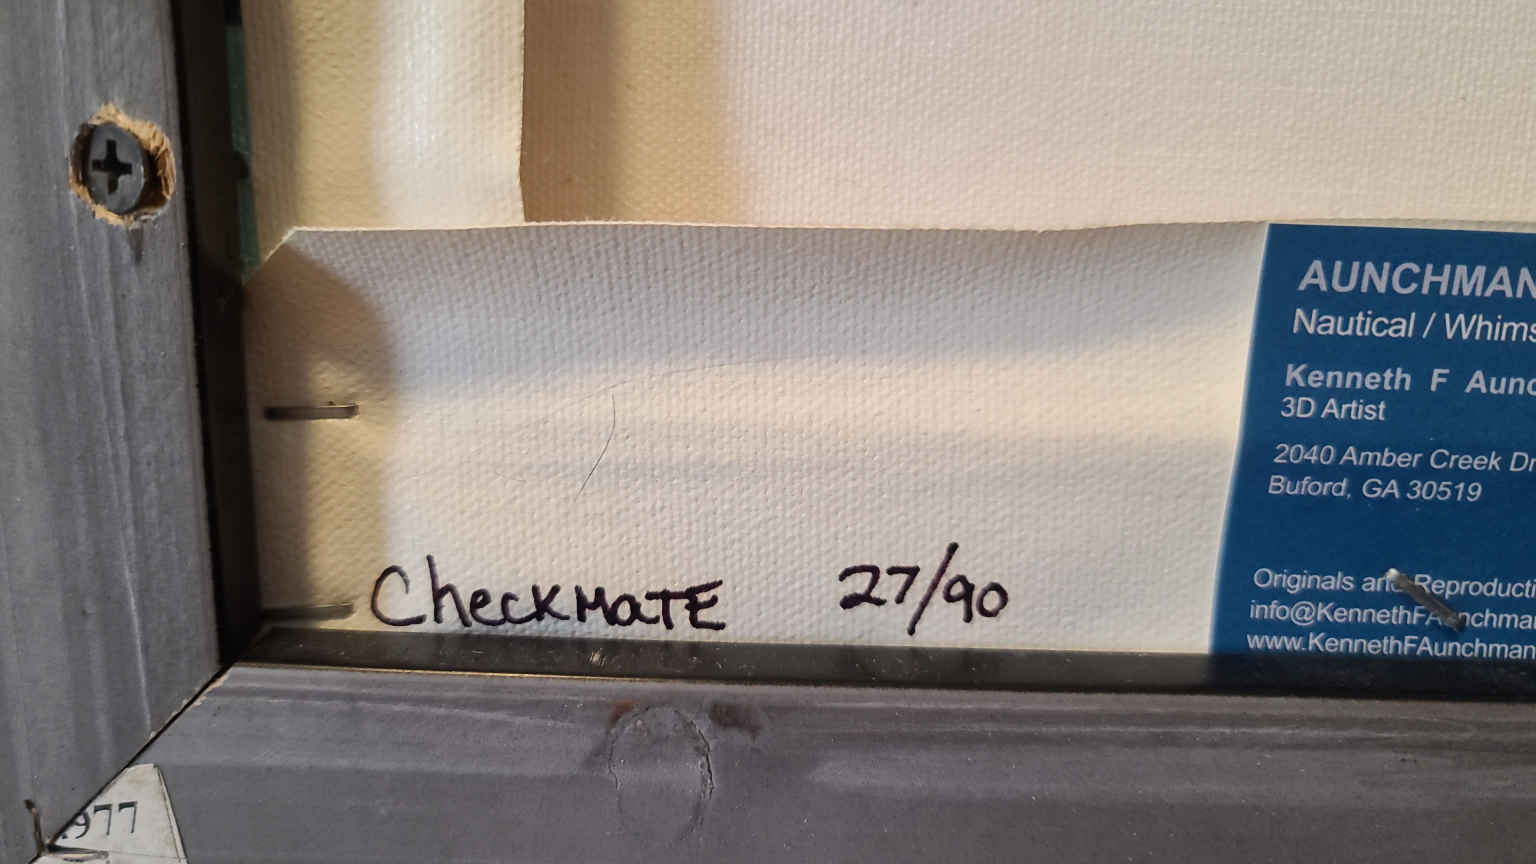 AUNCHMAN
Nautical / Whims
Kenneth F Aunc
3D Artist
2040 Amber Creek Dr
Buford, GA 30519
Checkmate 27/90
Originals and Reproducti
info@KennethFAunchma
www.KennethFAunchman
977